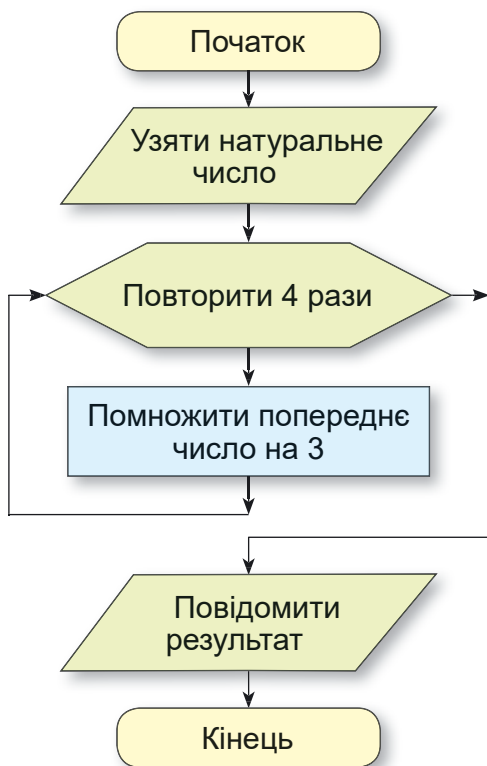 Початок
Узяти натуральне
число
Повторити 4 рази
Помножити попереднє
число на 3
Повідомити
результат
Кінець